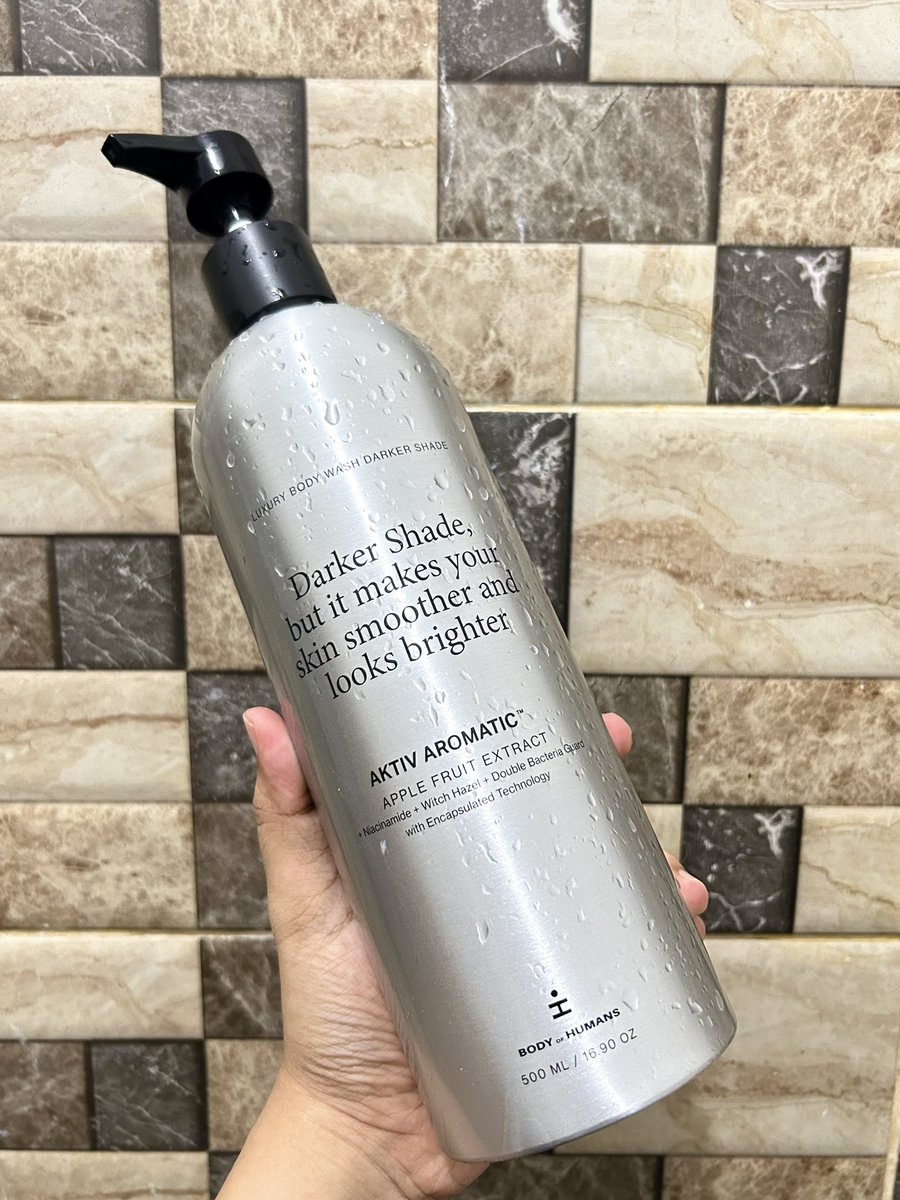 LUXURY BODY WASH DARKER SHADE
Darker Shade,
but it makes your
skin smoother and
looks brighter
AKTIV AROMATIC™
APPLE FRUIT EXTRACT
+ Niacinamide + Witch Hazel + Double Bacteria Guard
with Encapsulated Technology
BODY OF HUMANS
500 ML / 16.90 OZ